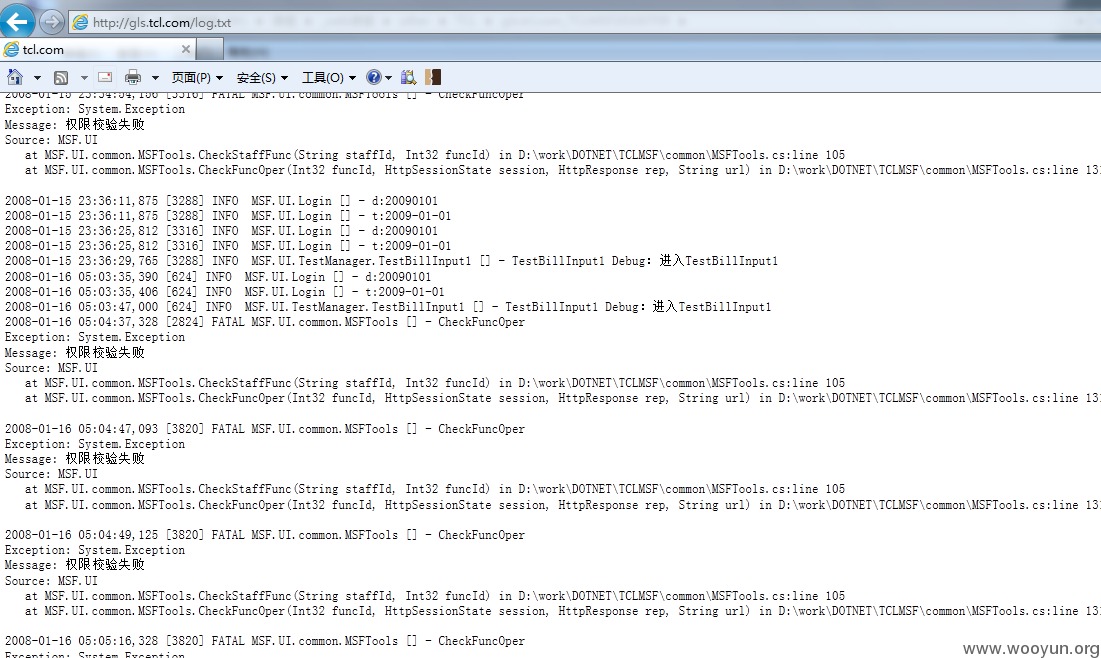 http://gls.tcl.com/log.txt
tcl.com
页面(P) 安全(S) 工具(O)
2008-01-15 23:34:54,156 [3316] FATAL MSF.UI.common.MSFTools [] - CheckFuncOper
Exception: System.Exception
Message: 权限校验失败
Source: MSF.UI
at MSF.UI.common.MSFTools.CheckStaffFunc(String staffId, Int32 funcId) in D:\work\DOTNET\TCLMSF\common\MSFTools.cs:line 105
at MSF.UI.common.MSFTools.CheckFuncOper(Int32 funcId, HttpSessionState session, HttpResponse rep, String url) in D:\work\DOTNET\TCLMSF\common\MSFTools.cs:line 131
2008-01-15 23:36:11,875 [3288] INFO MSF.UI.Login [] - d:20090101
2008-01-15 23:36:11,875 [3288] INFO MSF.UI.Login [] - t:2009-01-01
2008-01-15 23:36:25,812 [3316] INFO MSF.UI.Login [] - d:20090101
2008-01-15 23:36:25,812 [3316] INFO MSF.UI.Login [] - t:2009-01-01
2008-01-15 23:36:29,765 [3288] INFO MSF.UI.TestManager.TestBillInput1 [] - TestBillInput1 Debug: 进入TestBillInput1
2008-01-16 05:03:35,390 [624] INFO MSF.UI.Login [] - d:20090101
2008-01-16 05:03:35,406 [624] INFO MSF.UI.Login [] - t:2009-01-01
2008-01-16 05:03:47,000 [624] INFO MSF.UI.TestManager.TestBillInput1 [] - TestBillInput1 Debug: 进入TestBillInput1
2008-01-16 05:04:37,328 [2824] FATAL MSF.UI.common.MSFTools [] - CheckFuncOper
Exception: System.Exception
Message: 权限校验失败
Source: MSF.UI
at MSF.UI.common.MSFTools.CheckStaffFunc(String staffId, Int32 funcId) in D:\work\DOTNET\TCLMSF\common\MSFTools.cs:line 105
at MSF.UI.common.MSFTools.CheckFuncOper(Int32 funcId, HttpSessionState session, HttpResponse rep, String url) in D:\work\DOTNET\TCLMSF\common\MSFTools.cs:line 131
2008-01-16 05:04:47,093 [3820] FATAL MSF.UI.common.MSFTools [] - CheckFuncOper
Exception: System.Exception
Message: 权限校验失败
Source: MSF.UI
at MSF.UI.common.MSFTools.CheckStaffFunc(String staffId, Int32 funcId) in D:\work\DOTNET\TCLMSF\common\MSFTools.cs:line 105
at MSF.UI.common.MSFTools.CheckFuncOper(Int32 funcId, HttpSessionState session, HttpResponse rep, String url) in D:\work\DOTNET\TCLMSF\common\MSFTools.cs:line 131
2008-01-16 05:04:49,125 [3820] FATAL MSF.UI.common.MSFTools [] - CheckFuncOper
Exception: System.Exception
Message: 权限校验失败
Source: MSF.UI
at MSF.UI.common.MSFTools.CheckStaffFunc(String staffId, Int32 funcId) in D:\work\DOTNET\TCLMSF\common\MSFTools.cs:line 105
at MSF.UI.common.MSFTools.CheckFuncOper(Int32 funcId, HttpSessionState session, HttpResponse rep, String url) in D:\work\DOTNET\TCLMSF\common\MSFTools.cs:line 131
2008-01-16 05:05:16,328 [3820] FATAL MSF.UI.common.MSFTools [] - CheckFuncOper
Exception: System.Exception
www.wooyun.org